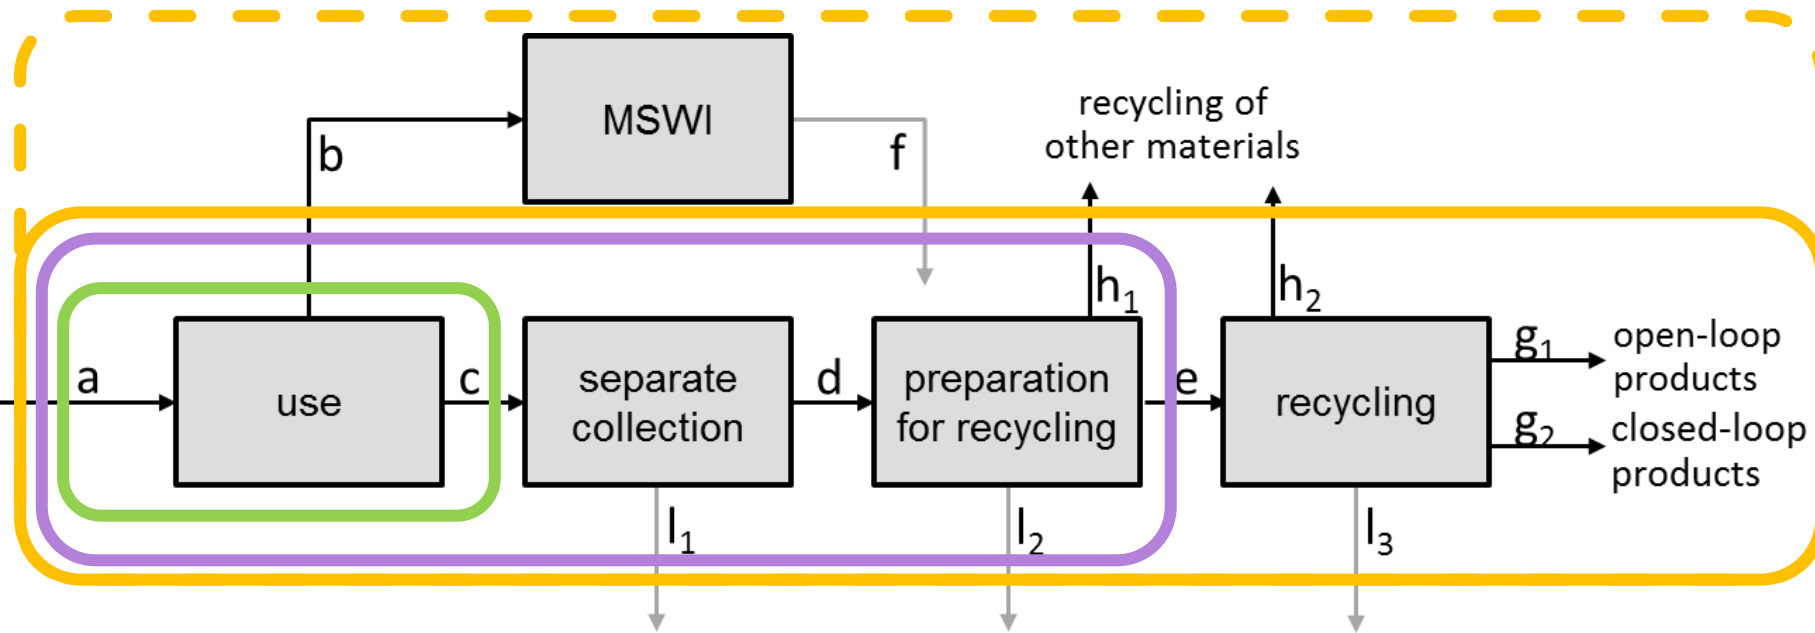 MSWI
b
f
recycling of
other materials
h1
h2
a
use
c
separate
collection
d
preparation
for recycling
e
recycling
g1
open-loop
products
g2
closed-loop
products
l1
l2
l3